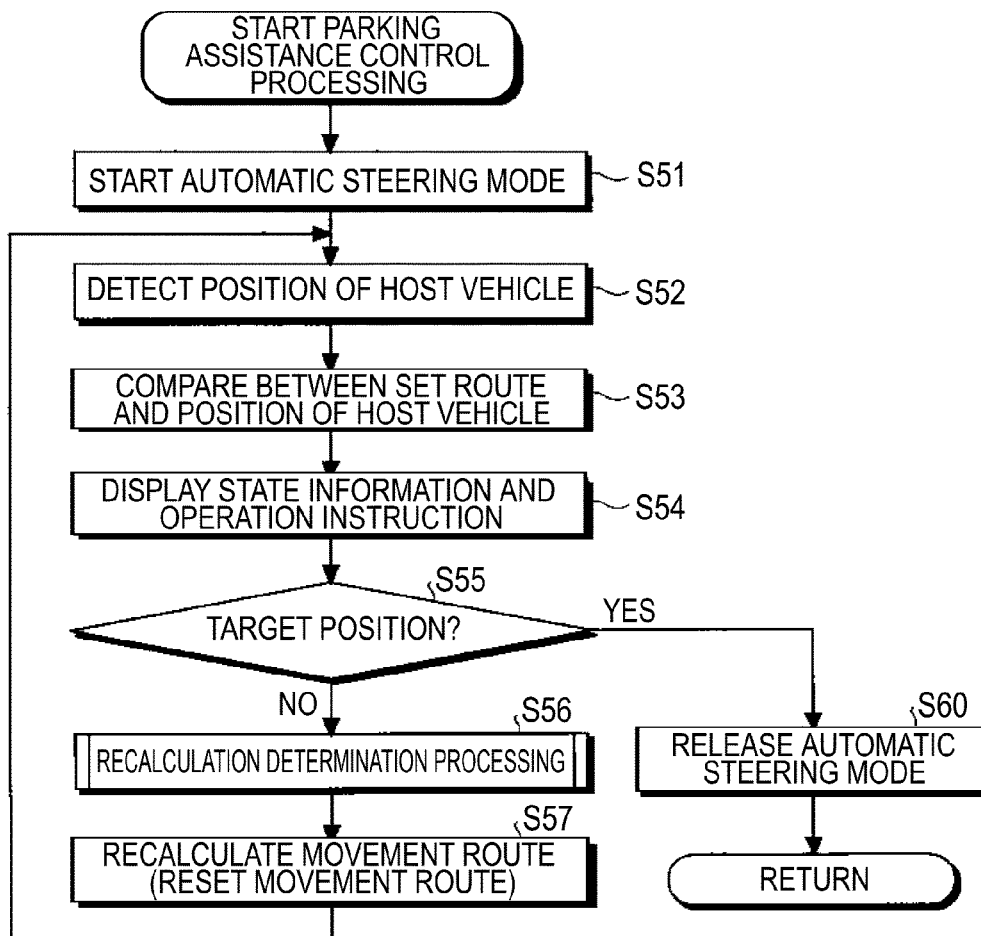 START PARKING
ASSISTANCE CONTROL
PROCESSING
START AUTOMATIC STEERING MODE
S51
DETECT POSITION OF HOST VEHICLE
S52
COMPARE BETWEEN SET ROUTE
AND POSITION OF HOST VEHICLE
S53
DISPLAY STATE INFORMATION AND
OPERATION INSTRUCTION
S54
S55
TARGET POSITION?
YES
NO
S56
RECALCULATION DETERMINATION PROCESSING
S60
RELEASE AUTOMATIC
STEERING MODE
S57
RECALCULATE MOVEMENT ROUTE
(RESET MOVEMENT ROUTE)
RETURN